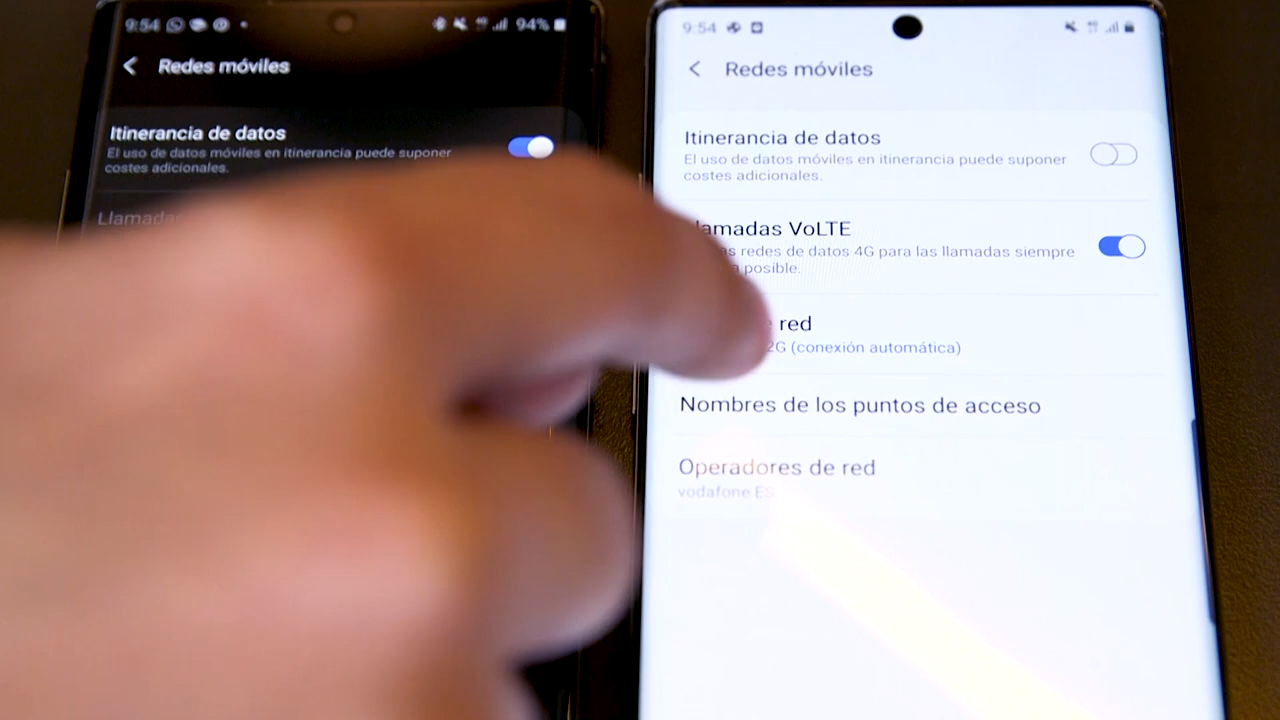 9:54
94%
Redes móviles
Itinerancia de datos
El uso de datos móviles en itinerancia puede suponer
costes adicionales.
Llamadas
9:54
Redes móviles
Itinerancia de datos
El uso de datos móviles en itinerancia puede suponer
costes adicionales.
lamadas VoLTE
redes de datos 4G para las llamadas siempre
posible.
red
2G (conexión automática)
Nombres de los puntos de acceso
Operadores de red
vodafone ES